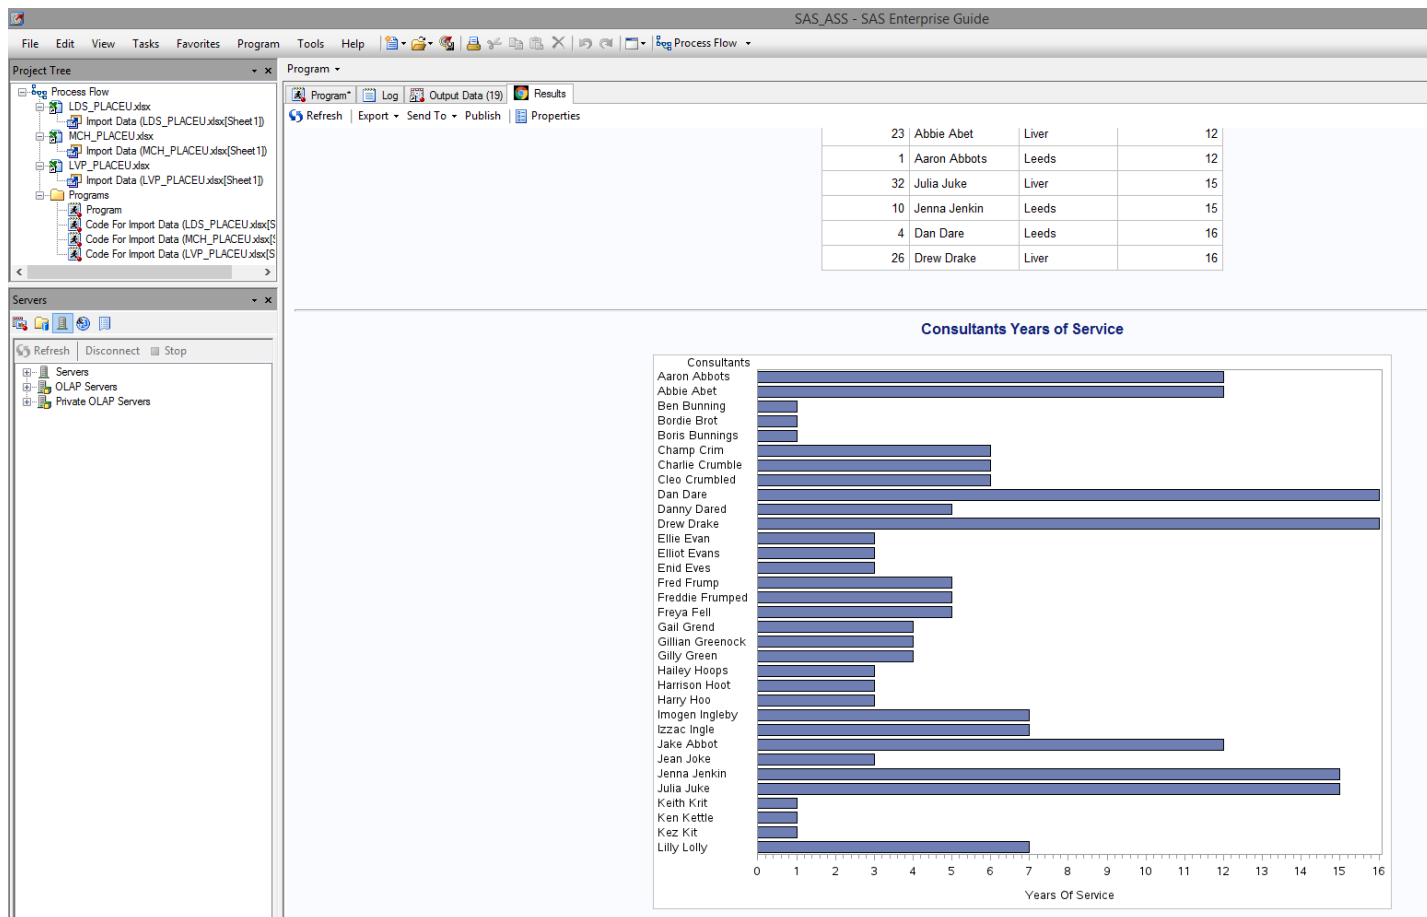 SAS_ASS - SAS Enterprise Guide
File Edit View Tasks Favorites Program Tools Help Process Flow
Project Tree
Process Flow
LDS_PLACEU.xlsx
Import Data (LDS_PLACEU.xlsx[Sheet1])
MCH_PLACEU.xlsx
Import Data (MCH_PLACEU.xlsx[Sheet1])
LVP_PLACEU.xlsx
Import Data (LVP_PLACEU.xlsx[Sheet1])
Programs
Program
Code For Import Data (LDS_PLACEU.xlsx[S
Code For Import Data (MCH_PLACEU.xlsx[S
Code For Import Data (LVP_PLACEU.xlsx[S
Servers
Refresh Disconnect Stop
Servers
OLAP Servers
Private OLAP Servers
Program
Program* Log Output Data (19) Results
Refresh Export Send To Publish Properties
23 Abbie Abet Liver 12
1 Aaron Abbots Leeds 12
32 Julia Juke Liver 15
10 Jenna Jenkin Leeds 15
4 Dan Dare Leeds 16
26 Drew Drake Liver 16
Consultants Years of Service
Consultants
Aaron Abbots
Abbie Abet
Ben Bunning
Bordie Brot
Boris Bunnings
Champ Crim
Charlie Crumble
Cleo Crumbled
Dan Dare
Danny Dared
Drew Drake
Ellie Evan
Elliot Evans
Enid Eves
Fred Frump
Freddie Frumped
Freya Fell
Gail Grend
Gillian Greenock
Gilly Green
Hailey Hoops
Harrison Hoot
Harry Hoo
Imogen Ingleby
Izzac Ingle
Jake Abbot
Jean Joke
Jenna Jenkin
Julia Juke
Keith Krit
Ken Kettle
Kez Kit
Lilly Lolly
0 1 2 3 4 5 6 7 8 9 10 11 12 13 14 15 16
Years Of Service